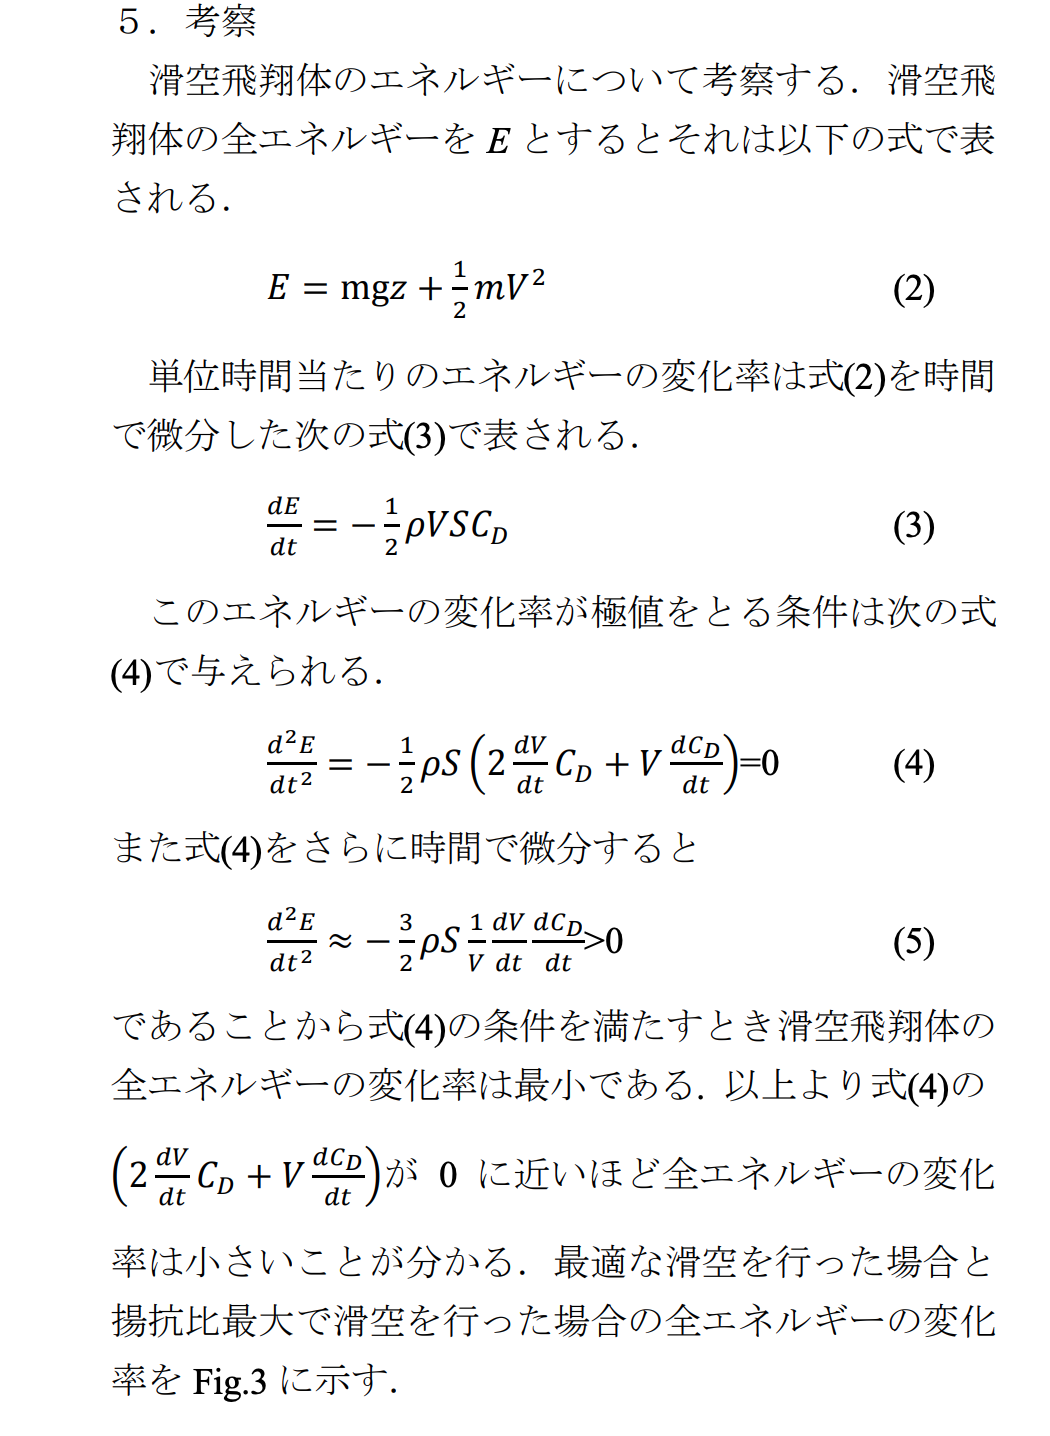 ５．考察
滑空飛翔体のエネルギーについて考察する．滑空飛
翔体の全エネルギーを E とするとそれは以下の式で表
される．
E = mgz + \frac{1}{2} mV^2 (2)
単位時間当たりのエネルギーの変化率は式(2)を時間
で微分した次の式(3)で表される．
\frac{dE}{dt} = -\frac{1}{2} ρVSC_D (3)
このエネルギーの変化率が極値をとる条件は次の式
(4)で与えられる．
\frac{d^2E}{dt^2} = -\frac{1}{2} ρS (2 \frac{dV}{dt} C_D + V \frac{dC_D}{dt})=0 (4)
また式(4)をさらに時間で微分すると
\frac{d^2E}{dt^2} ≈ -\frac{3}{2} ρS \frac{1}{V} \frac{dV}{dt} \frac{dC_D}{dt}>0 (5)
であることから式(4)の条件を満たすとき滑空飛翔体の
全エネルギーの変化率は最小である．以上より式(4)の
(2 \frac{dV}{dt} C_D + V \frac{dC_D}{dt})が 0 に近いほど全エネルギーの変化
率は小さいことが分かる．最適な滑空を行った場合と
揚抗比最大で滑空を行った場合の全エネルギーの変化
率を Fig.3 に示す．